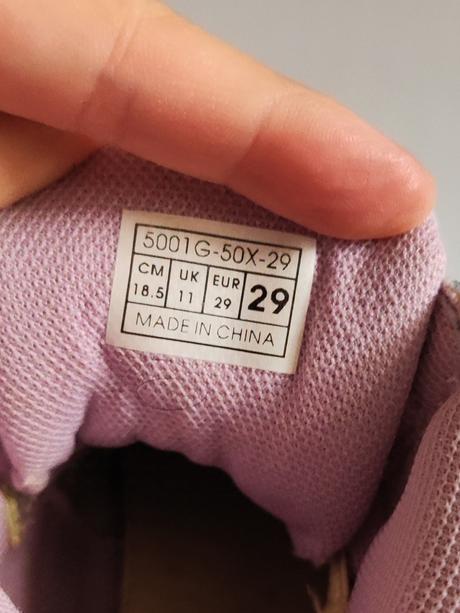 5001G-50X-29
CM UK EUR 29
18.5 11 29
MADE IN CHINA